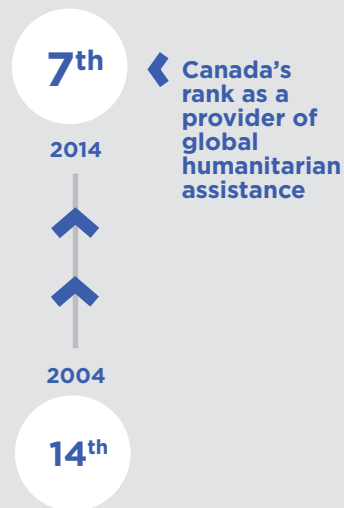 7th
Canada’s
rank as a
provider of
global
humanitarian
assistance
2014
2004
14th